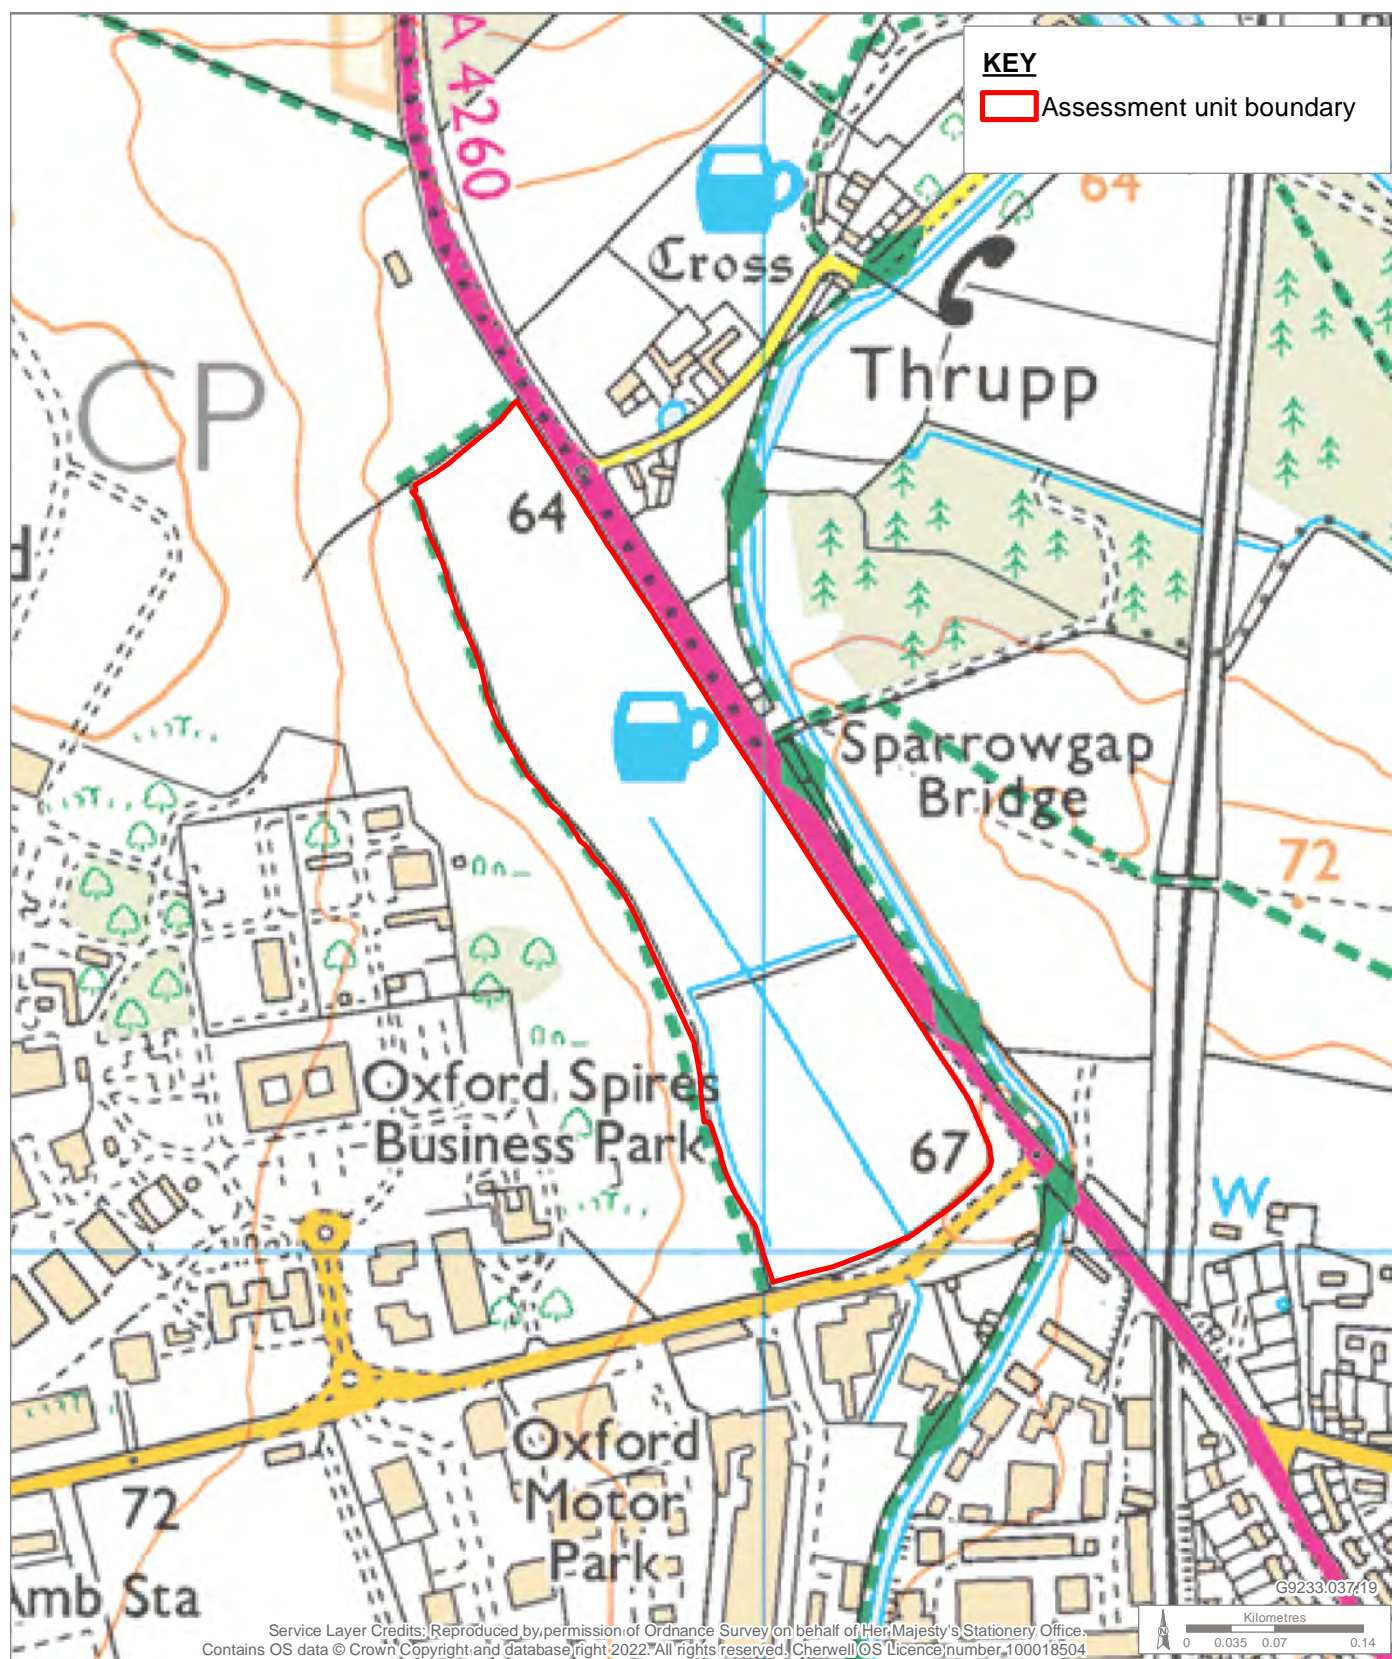 KEY
Assessment unit boundary
A 4260
64
Cross
Thrupp
CP
64
d
Sparrowgap
Bridge
72
Oxford Spires
Business Park
67
W
Oxford
Motor
Park
72
Amb Sta
G9233.037.19
Service Layer Credits: Reproduced by permission of Ordnance Survey on behalf of Her Majesty's Stationery Office.
Contains OS data © Crown Copyright and database right 2022. All rights reserved. Cherwell OS Licence number 100018504
Kilometres
N
0 0.035 0.07 0.14